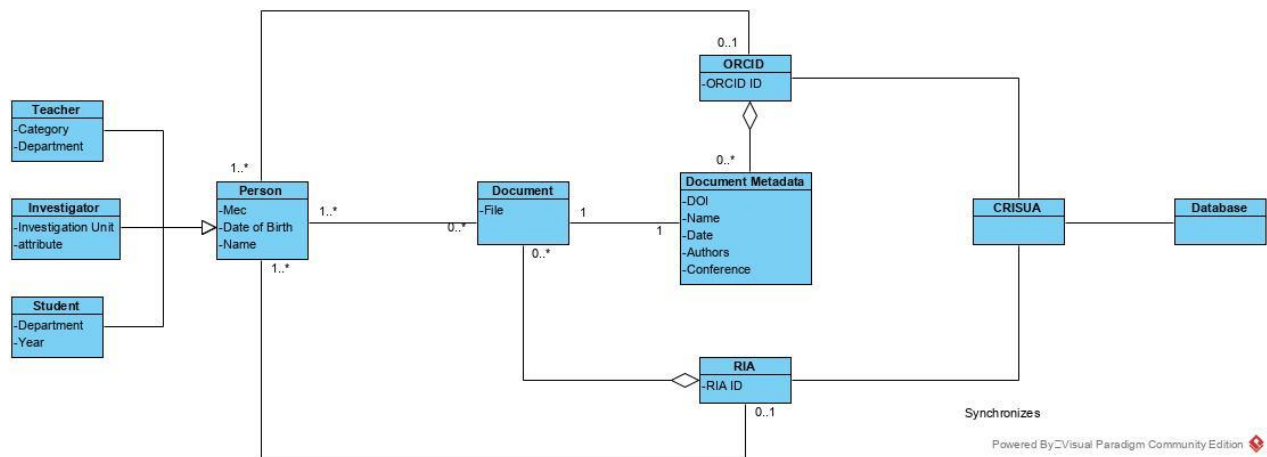 0..1
ORCID
-ORCID ID
Teacher
-Category
-Department
1..*
0..*
Person
-Mec
-Date of Birth
-Name
1..*
0..*
Document
-File
1
1
Document Metadata
-DOI
-Name
-Date
-Authors
-Conference
Investigator
-Investigation Unit
-attribute
CRISUA
Database
1..*
0..*
Student
-Department
-Year
RIA
-RIA ID
0..1
Synchronizes
Powered By Visual Paradigm Community Edition